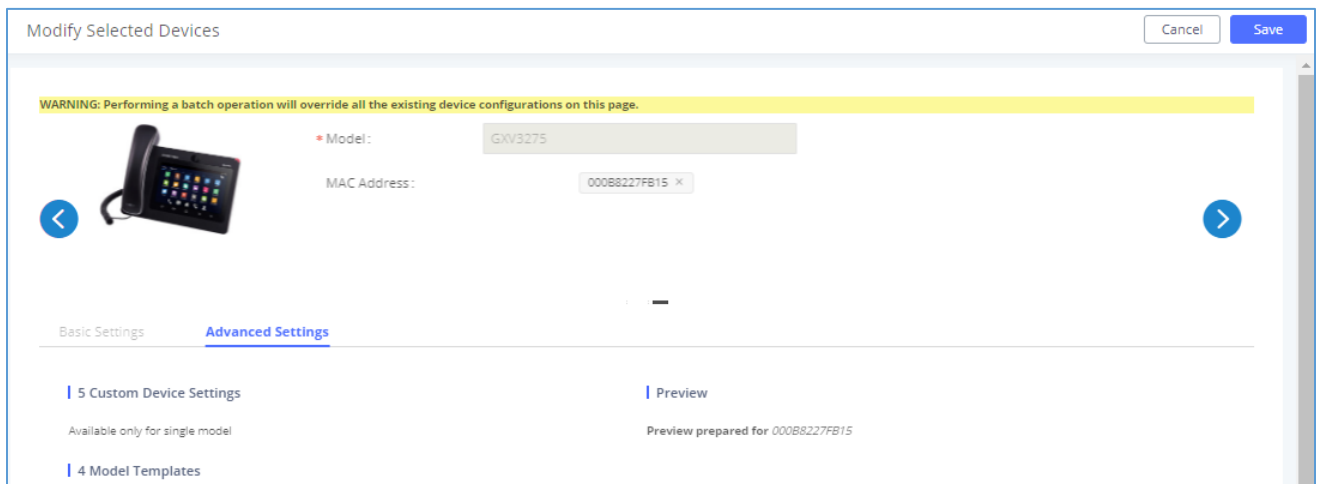 Modify Selected Devices
Cancel
Save
WARNING: Performing a batch operation will override all the existing device configurations on this page.
* Model :
GXV3275
MAC Address :
000B8227FB15 ×
Basic Settings
Advanced Settings
5 Custom Device Settings
Preview
Available only for single model
Preview prepared for 000B8227FB15
4 Model Templates